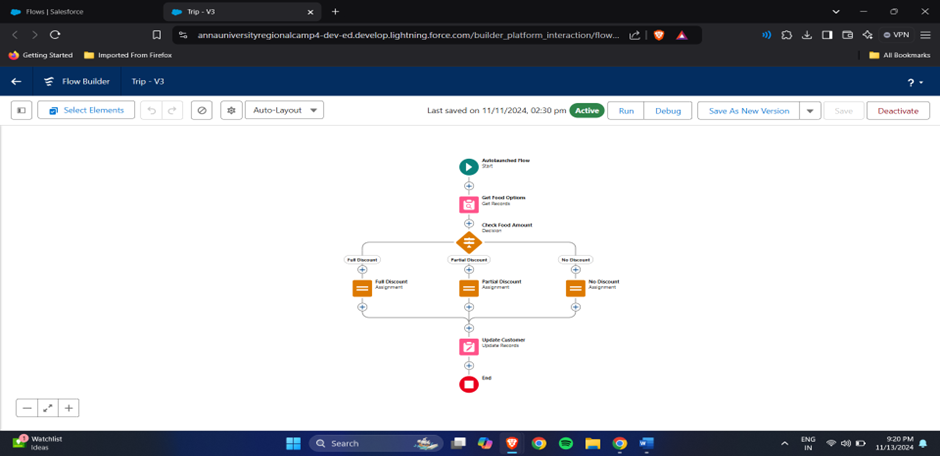 Flows | Salesforce
Trip - V3
annauniversityregionalcamp4-dev-ed.develop.lightning.force.com/builder_platform_interaction/flow...
VPN
Getting Started
Imported From Firefox
All Bookmarks
Flow Builder
Trip - V3
?
Select Elements
Auto-Layout
Last saved on 11/11/2024, 02:30 pm
Active
Run
Debug
Save As New Version
Save
Deactivate
Autolaunched Flow
Start
Get Food Options
Get Records
Check Food Amount
Decision
Full Discount
Partial Discount
No Discount
Full Discount
Assignment
Partial Discount
Assignment
No Discount
Assignment
Update Customer
Update Records
End
1
Watchlist
Ideas
Search
ENG
IN
9:20 PM
11/13/2024